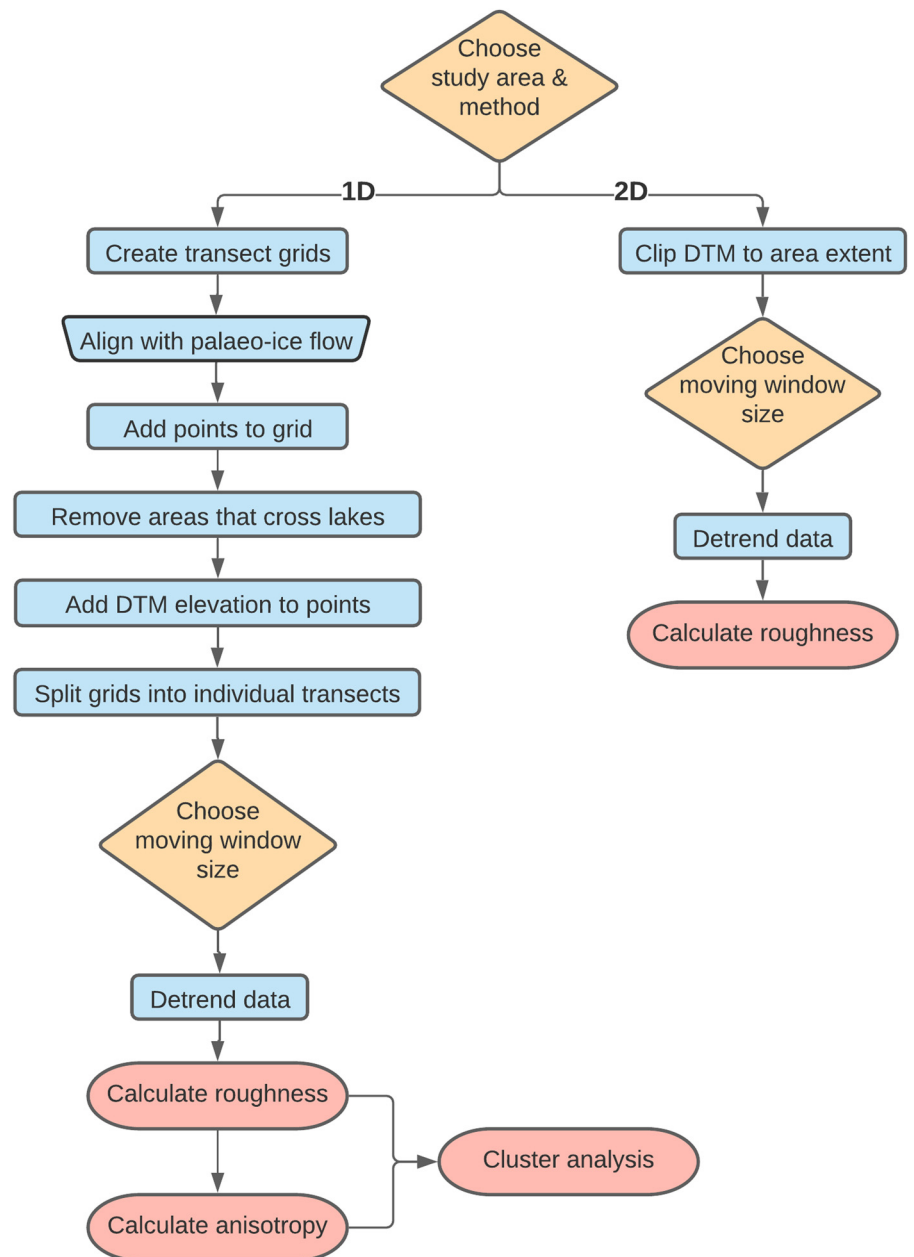 Choose
study area &
method
1D
2D
Create transect grids
Align with palaeo-ice flow
Add points to grid
Remove areas that cross lakes
Add DTM elevation to points
Split grids into individual transects
Choose
moving window
size
Detrend data
Calculate roughness
Calculate anisotropy
Cluster analysis
Clip DTM to area extent
Choose
moving window
size
Detrend data
Calculate roughness